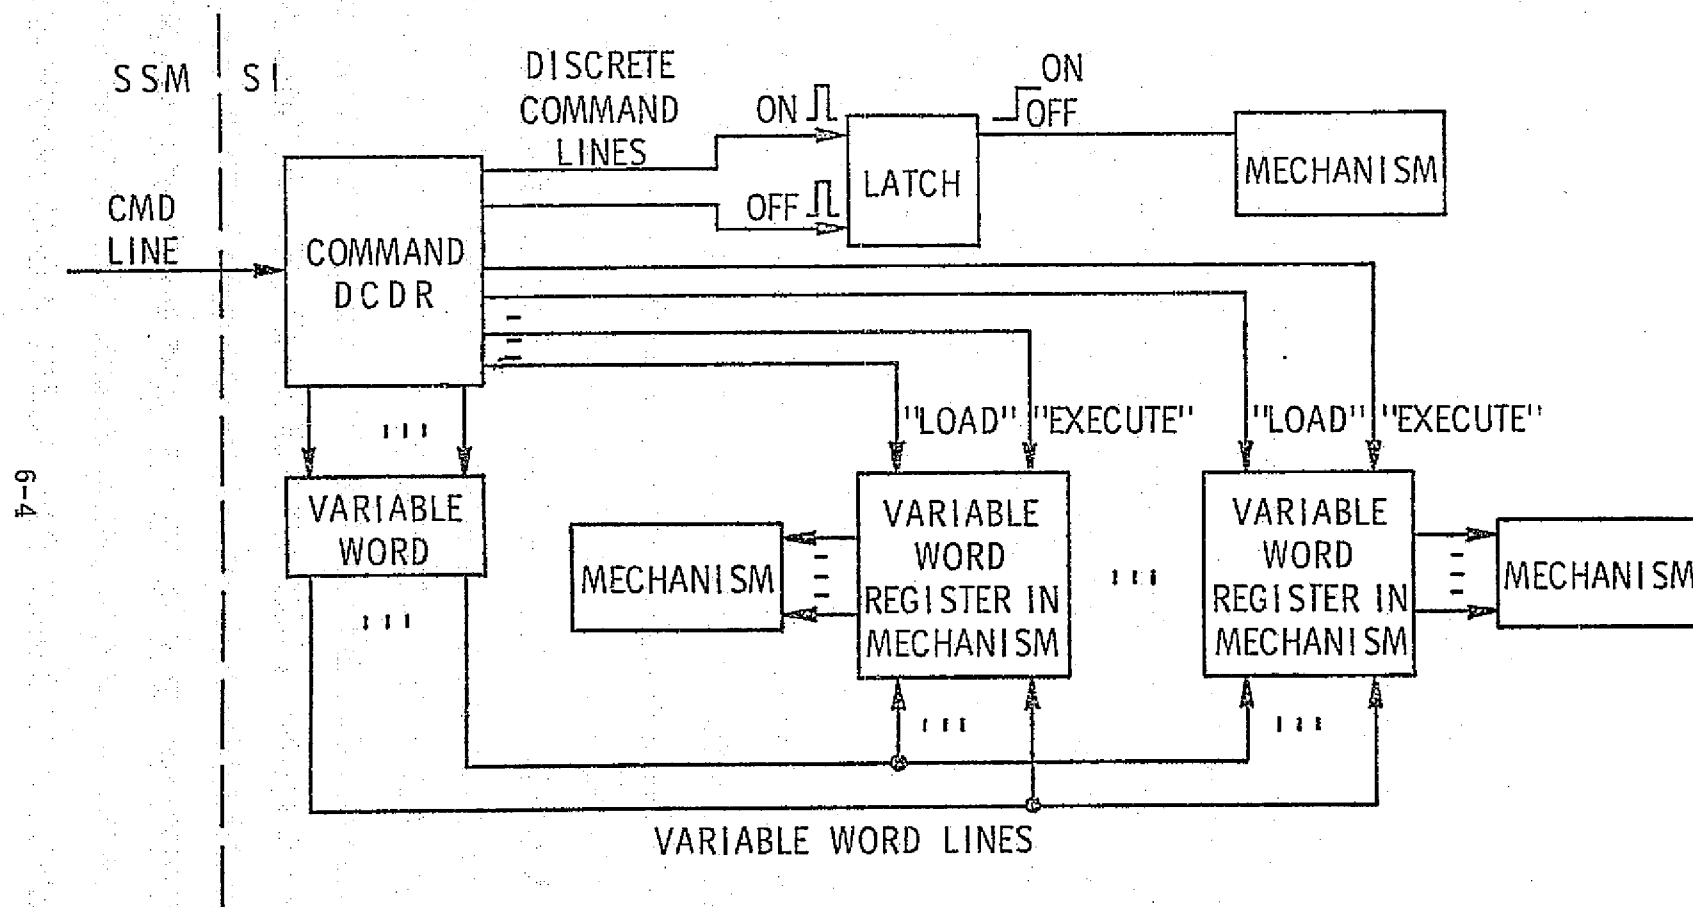 SSM
SI
DISCRETE
COMMAND
LINES
ON
OFF
ON
OFF
LATCH
MECHANISM
CMD
LINE
COMMAND
DCDR
"LOAD" "EXECUTE"
"LOAD" "EXECUTE"
VARIABLE
WORD
MECHANISM
VARIABLE
WORD
REGISTER IN
MECHANISM
VARIABLE
WORD
REGISTER IN
MECHANISM
MECHANISM
VARIABLE WORD LINES
6-4